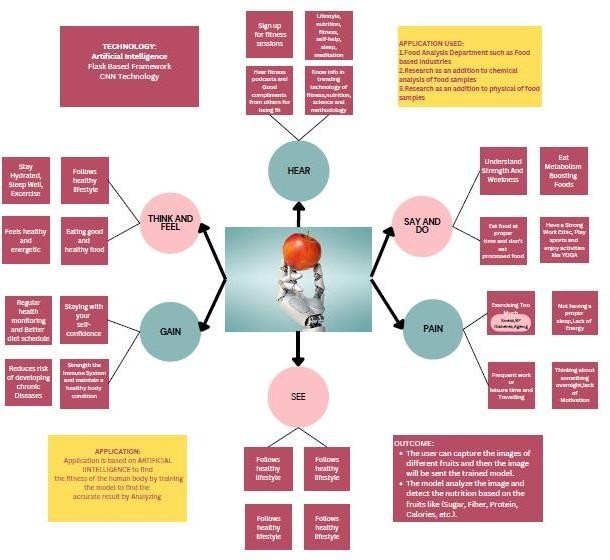 TECHNOLOGY:
Artificial Intelligence
Flask Based Framework
CNN Technology
Sign up
for fitness
sessions
Lifestyle,
nutrition,
fitness,
self-help,
sleep,
meditation
Hear fitness
podcasts and
Good
compliments
from others for
being fit
Know info in
trending
technology of
fitness,nutrition,
science and
methodology
APPLICATION USED:
1.Food Analysis Department such as Food
based Industries
2.Research as an addition to chemical
analysis of food samples
3.Research as an addition to physical of food
samples
HEAR
Stay
Hydrated,
Sleep Well,
Excercise
Follows
healthy
lifestyle
Feels healthy
and
energetic
Eating good
and
healthy food
THINK AND
FEEL
SAY AND
DO
Understand
Strength And
Weekness
Eat
Metabolism
Boosting
Foods
Eat food at
proper
time and don't
eat
processed food
Have a Strong
Work Ethic, Play
sports and
enjoy activities
like YOGA
Regular
health
monitoring
and Better
diet schedule
Staying with
your
self-
confidence
Reduces risk
of developing
chronic
Diseases
Strengthn the
Immune System
and maintain a
healthy body
condition
GAIN
PAIN
Exercising Too
Much
Diabetes,Ageing
Not having a
proper
sleep,Lack of
Energy
Frequent work
or
leisure time and
Travelling
Thinking about
something
overnight,lack
of
Motivation
SEE
Follows
healthy
lifestyle
Follows
healthy
lifestyle
Follows
healthy
lifestyle
Follows
healthy
lifestyle
APPLICATION:
Application is based on ARTIFICIAL
IINTELLIGENCE to find
the fitness of the human body by training
the model to find the
accurate result by Analyzing
OUTCOME:
• The user can capture the images of
different fruits and then the image
will be sent the trained model.
• The model analyze the image and
detect the nutrition based on the
fruits like (Sugar, Fiber, Protein,
Calories, etc.).